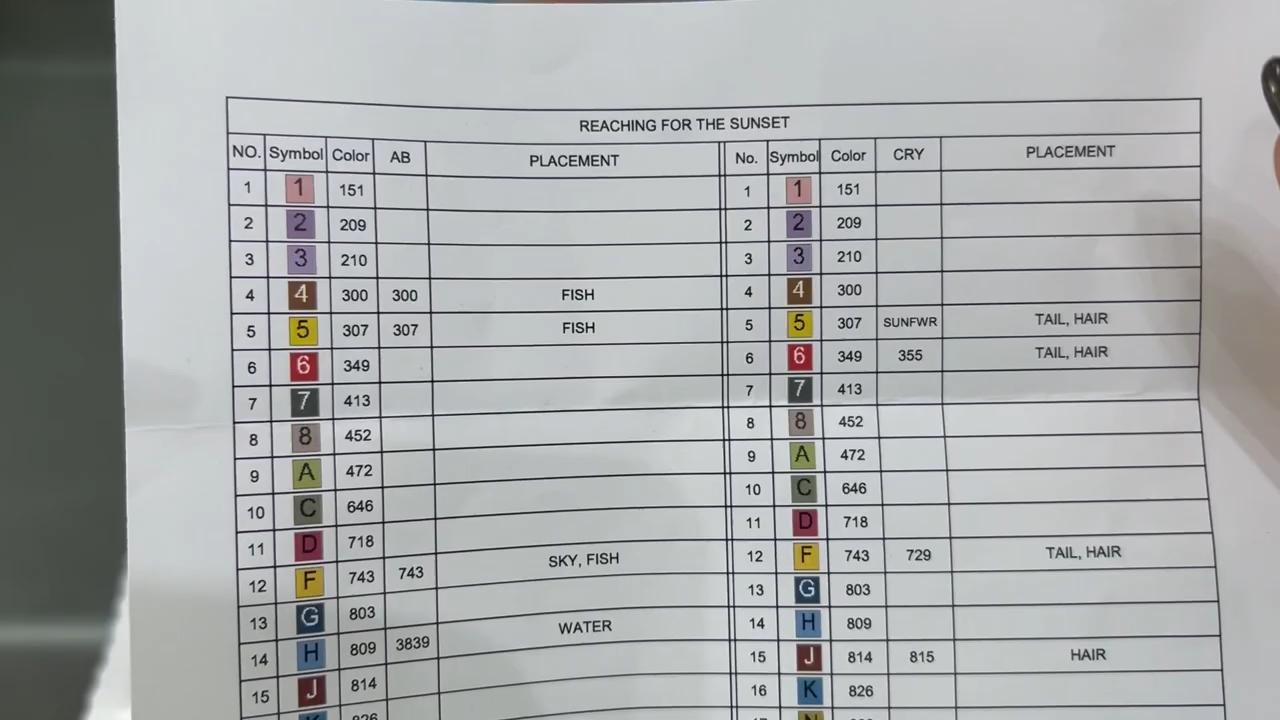 REACHING FOR THE SUNSET
NO. Symbol Color AB PLACEMENT No. Symbol Color CRY PLACEMENT
1 1 151 1 1 151
2 2 209 2 2 209
3 3 210 3 3 210
4 4 300 300 FISH 4 4 300
5 5 307 307 FISH 5 5 307 SUNFWR TAIL, HAIR
6 6 349 6 6 349 355 TAIL, HAIR
7 7 413 7 7 413
8 8 452 8 8 452
9 A 472 9 A 472
10 C 646 10 C 646
11 D 718 11 D 718
12 F 743 743 SKY, FISH 12 F 743 729 TAIL, HAIR
13 G 803 13 G 803
14 H 809 3839 WATER 14 H 809
15 J 814 15 J 814 815 HAIR
K 826 16 K 826